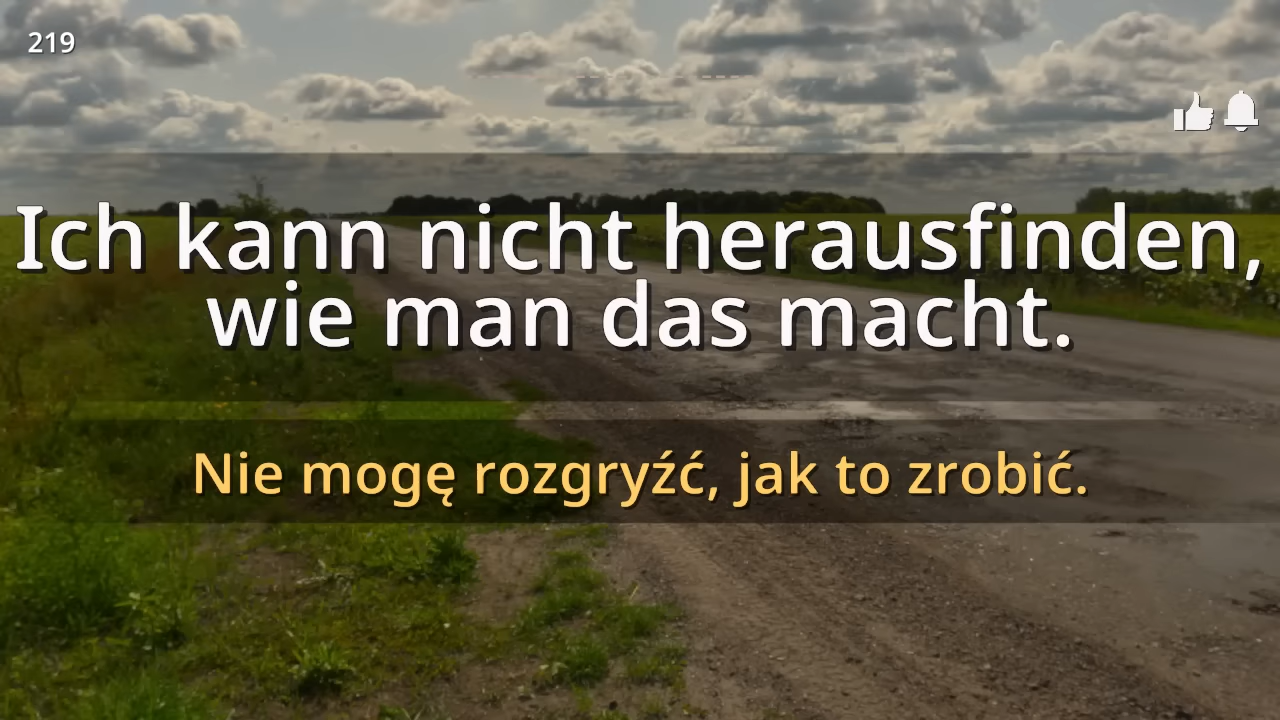 219
Ich kann nicht herausfinden,
wie man das macht.
Nie mogę rozgryźć, jak to zrobić.